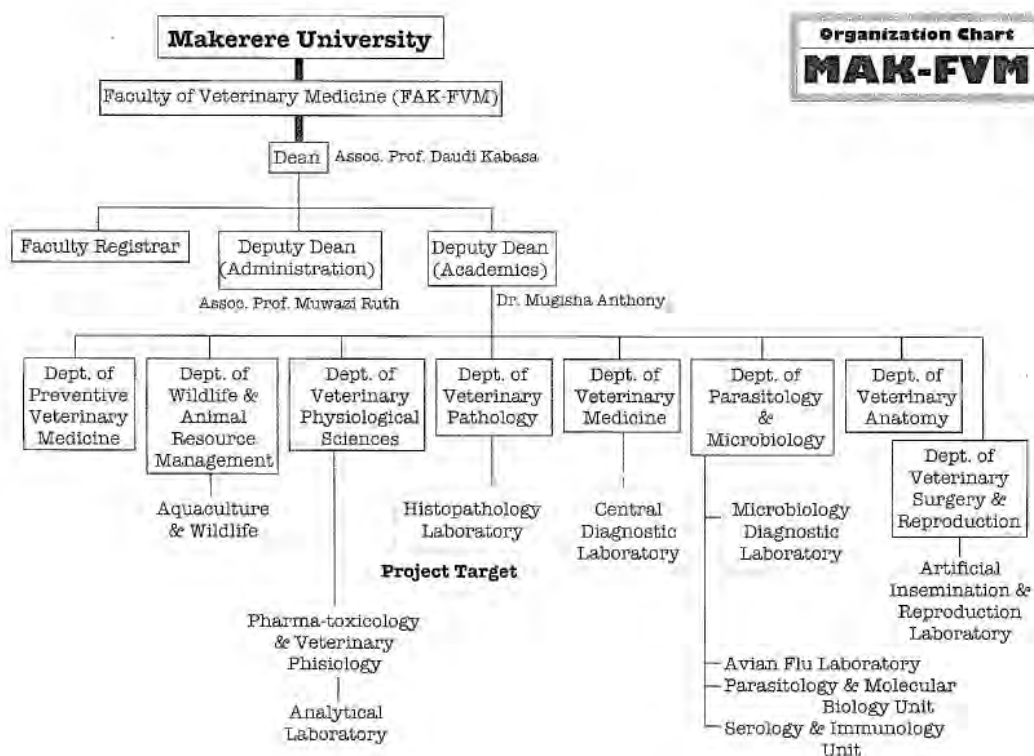 Makerere University
Organization Chart
MAK-FVM
Faculty of Veterinary Medicine (FAK-FVM)
Dean
Assoc. Prof. Daudi Kabasa
Faculty Registrar
Deputy Dean
(Administration)
Assoc. Prof. Muwazi Ruth
Deputy Dean
(Academics)
Dr. Mugisha Anthony
Dept. of
Preventive
Veterinary
Medicine
Dept. of
Wildlife &
Animal
Resource
Management
Aquaculture
& Wildlife
Dept. of
Veterinary
Physiological
Sciences
Pharma-toxicology
& Veterinary
Phisiology
Analytical
Laboratory
Dept. of
Veterinary
Pathology
Histopathology
Laboratory
Project Target
Dept. of
Veterinary
Medicine
Central
Diagnostic
Laboratory
Dept. of
Parasitology
&
Microbiology
Microbiology
Diagnostic
Laboratory
Avian Flu Laboratory
Parasitology & Molecular
Biology Unit
Serology & Immunology
Unit
Dept. of
Veterinary
Anatomy
Dept. of
Veterinary
Surgery &
Reproduction
Artificial
Insemination &
Reproduction
Laboratory